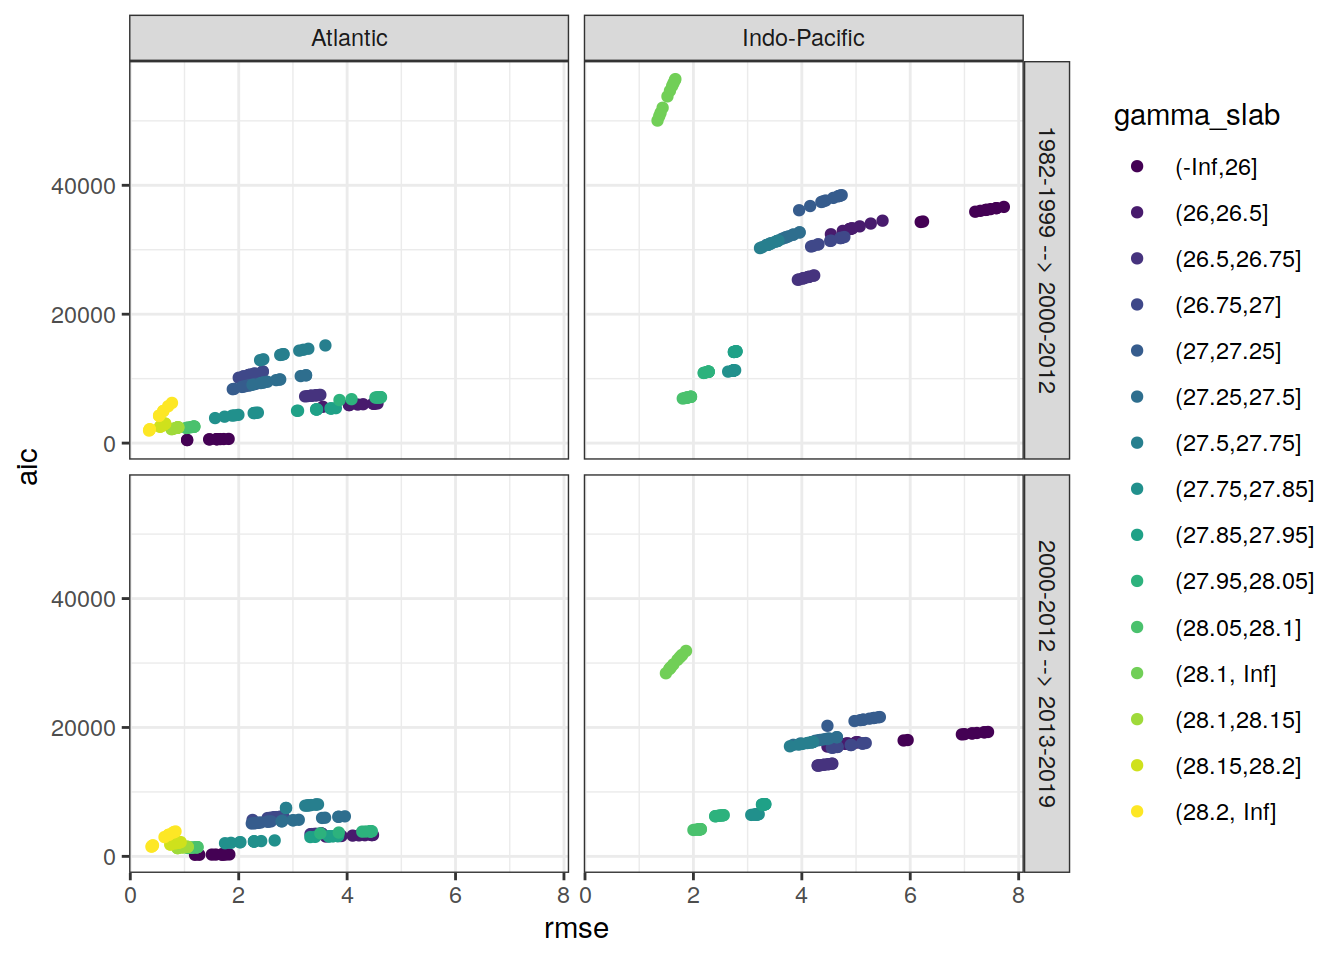 Atlantic
Indo-Pacific
1982-1999 --> 2000-2012
2000-2012 --> 2013-2019
aic
40000
20000
0
40000
20000
0
0 2 4 6 8
0 2 4 6 8
rmse
gamma_slab
(-Inf,26]
(26,26.5]
(26.5,26.75]
(26.75,27]
(27,27.25]
(27.25,27.5]
(27.5,27.75]
(27.75,27.85]
(27.85,27.95]
(27.95,28.05]
(28.05,28.1]
(28.1, Inf]
(28.1,28.15]
(28.15,28.2]
(28.2, Inf]